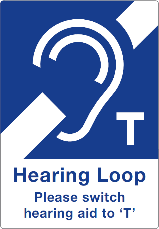 T
Hearing Loop
Please switch
hearing aid to ‘T’